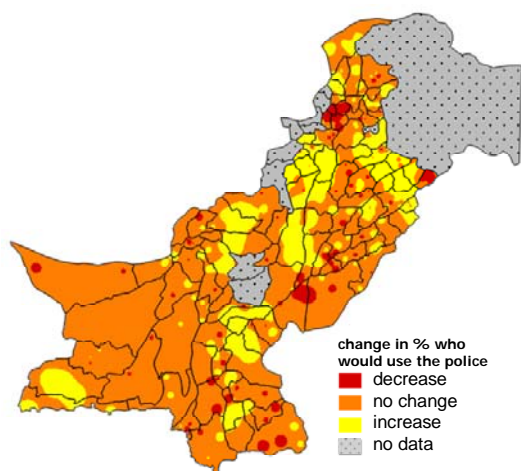 change in % who
would use the police
decrease
no change
increase
no data